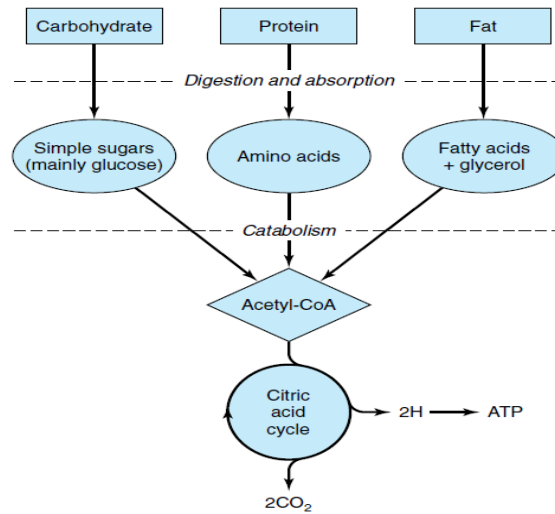 Carbohydrate
Protein
Fat
Digestion and absorption
Simple sugars
(mainly glucose)
Amino acids
Fatty acids
+ glycerol
Catabolism
Acetyl-CoA
Citric
acid
cycle
2H
ATP
2CO₂